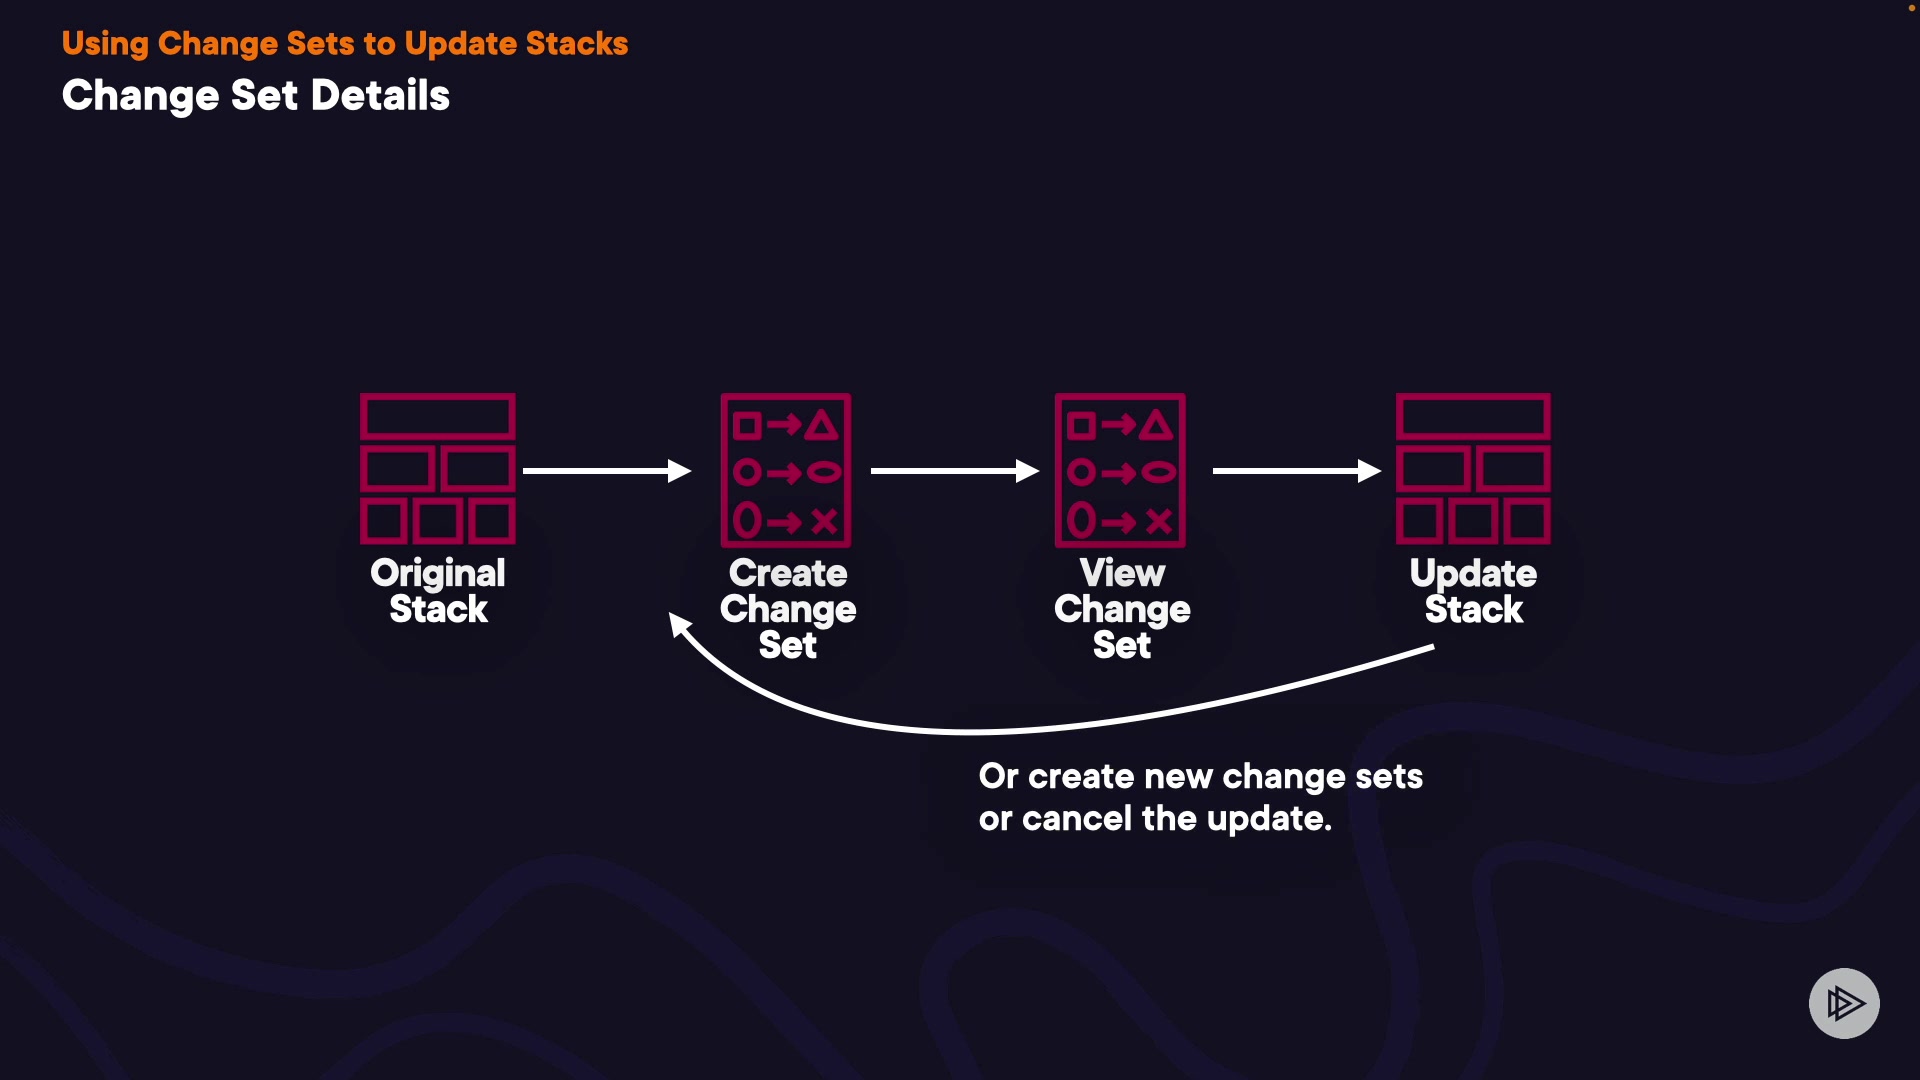 Using Change Sets to Update Stacks
Change Set Details
Original
Stack
Create
Change
Set
View
Change
Set
Update
Stack
Or create new change sets
or cancel the update.